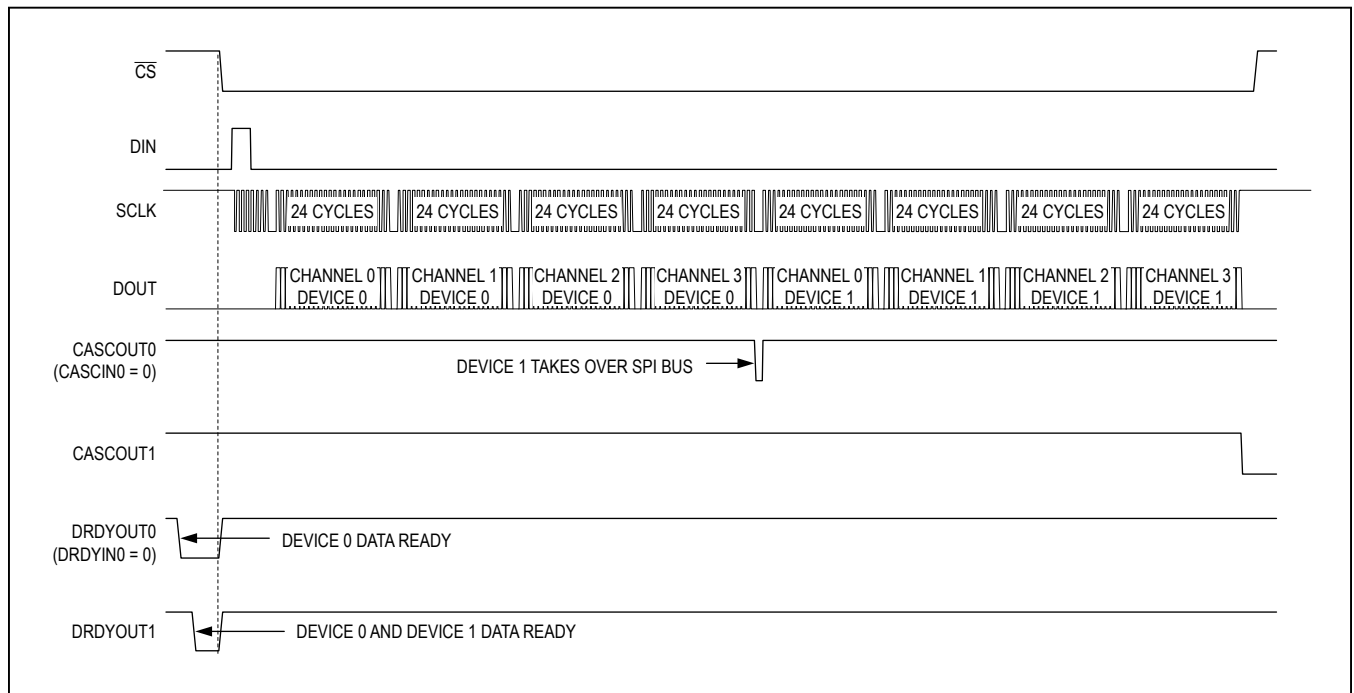 CS
DIN
SCLK
24 CYCLES 24 CYCLES 24 CYCLES 24 CYCLES 24 CYCLES 24 CYCLES 24 CYCLES 24 CYCLES
DOUT
CHANNEL 0 CHANNEL 1 CHANNEL 2 CHANNEL 3 CHANNEL 0 CHANNEL 1 CHANNEL 2 CHANNEL 3
DEVICE 0 DEVICE 0 DEVICE 0 DEVICE 0 DEVICE 1 DEVICE 1 DEVICE 1 DEVICE 1
CASCOUT0
(CASCIN0 = 0)
DEVICE 1 TAKES OVER SPI BUS
CASCOUT1
DRDYOUT0
(DRDYIN0 = 0)
DEVICE 0 DATA READY
DRDYOUT1
DEVICE 0 AND DEVICE 1 DATA READY